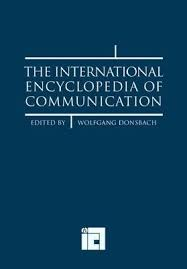 THE INTERNATIONAL
ENCYCLOPEDIA OF
COMMUNICATION
EDITED BY WOLFGANG DONSBACH